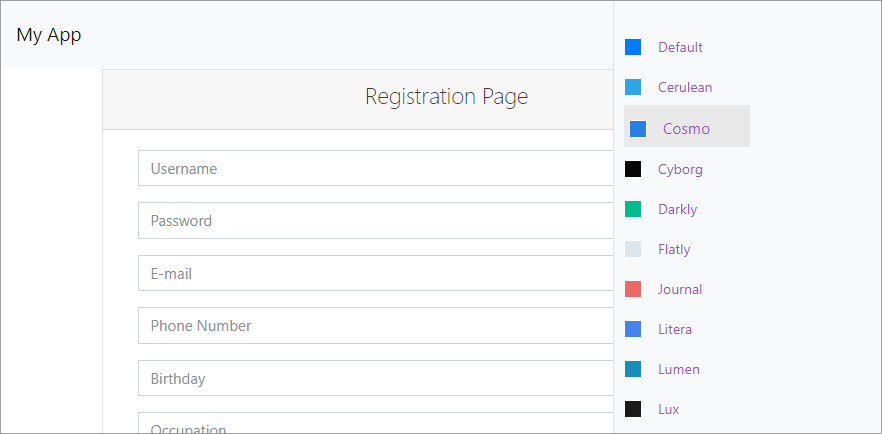 My App
Registration Page
Username
Password
E-mail
Phone Number
Birthday
Occupation
Default
Cerulean
Cosmo
Cyborg
Darkly
Flatly
Journal
Litera
Lumen
Lux